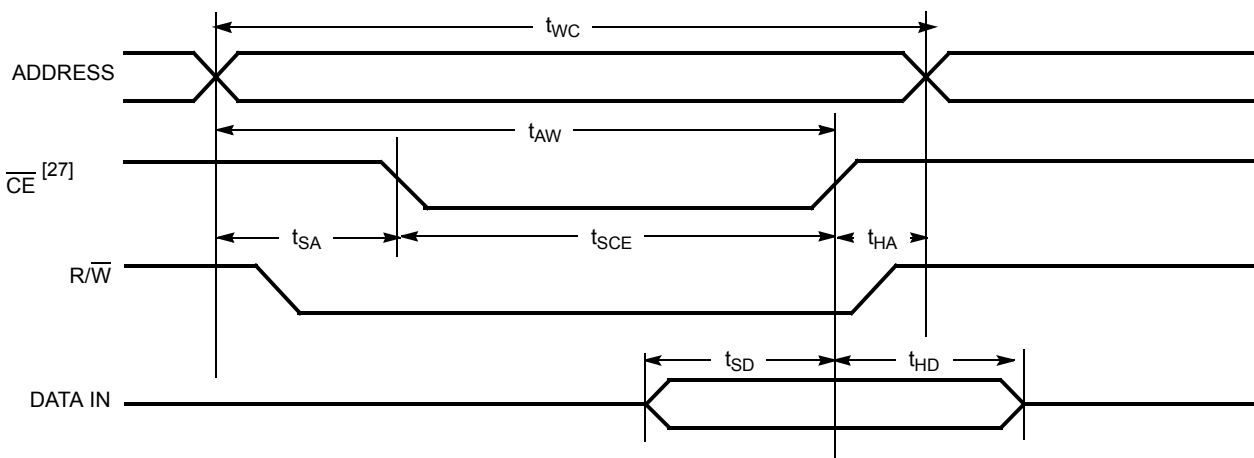 tWC
ADDRESS
tAW
CE [27]
tSA
tSCE
tHA
R/W
tSD
tHD
DATA IN